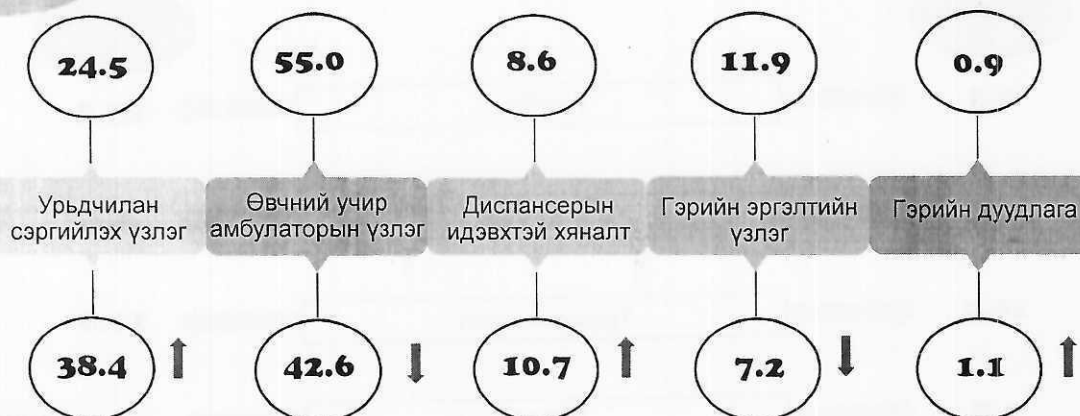 24.5 55.0 8.6 11.9 0.9
Урьдчилан
сэргийлэх үзлэг
Өвчний учир
амбулаторын үзлэг
Диспансерын
идэвхтэй хяналт
Гэрийн эргэлтийн
үзлэг
Гэрийн дуудлага
38.4 42.6 10.7 7.2 1.1